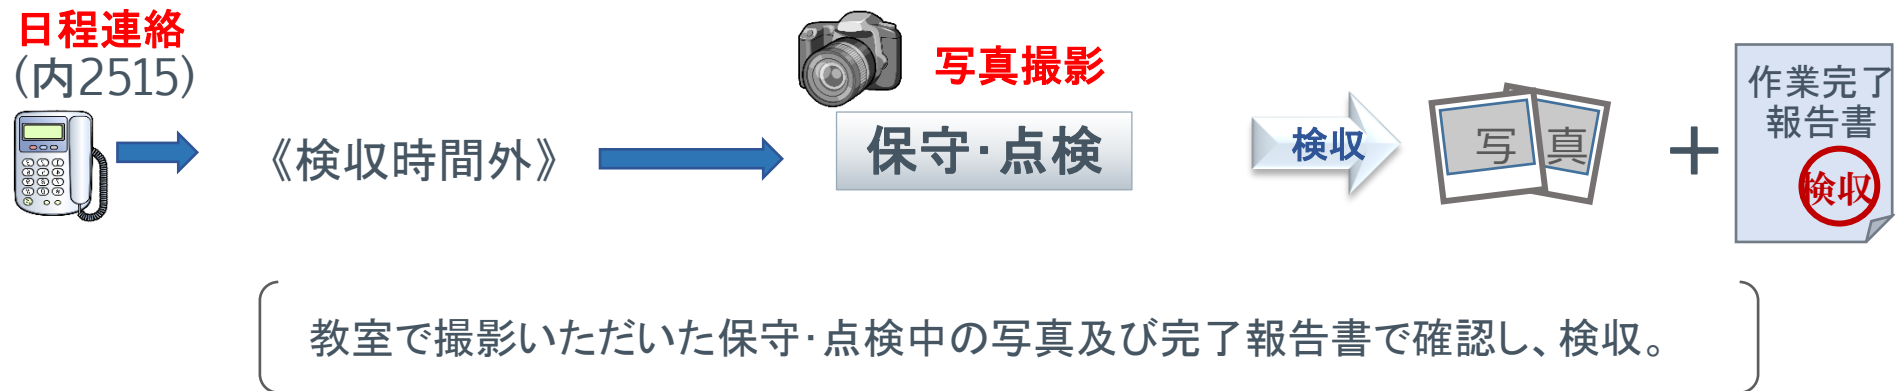 日程連絡
(内2515)
《検収時間外》
写真撮影
保守・点検
検収
写 真
+
作業完了
報告書
検収
教室で撮影いただいた保守・点検中の写真及び完了報告書で確認し、検収。